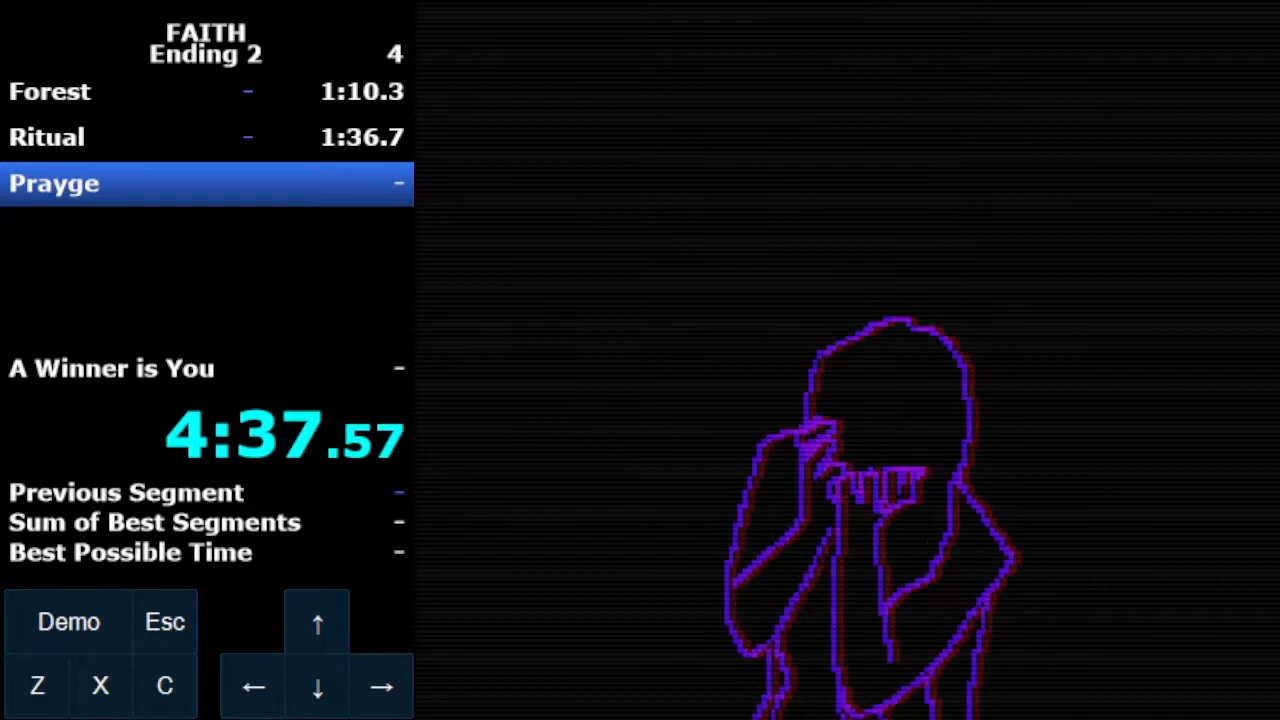 FAITH
Ending 2 4
Forest - 1:10.3
Ritual - 1:36.7
Prayge -
A Winner is You -
4:37.57
Previous Segment -
Sum of Best Segments -
Best Possible Time -
Demo Esc ↑
Z X C ← ↓ →